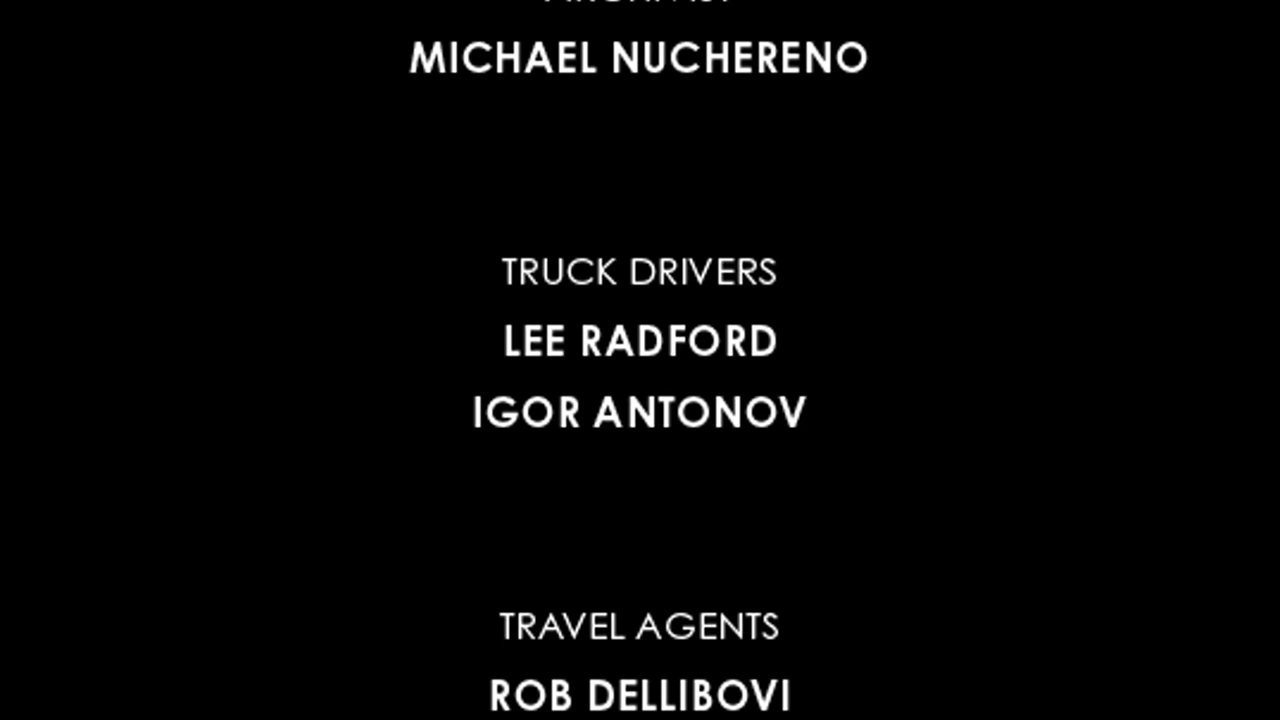 MICHAEL NUCHERENO
TRUCK DRIVERS
LEE RADFORD
IGOR ANTONOV
TRAVEL AGENTS
ROB DELLIBOVI